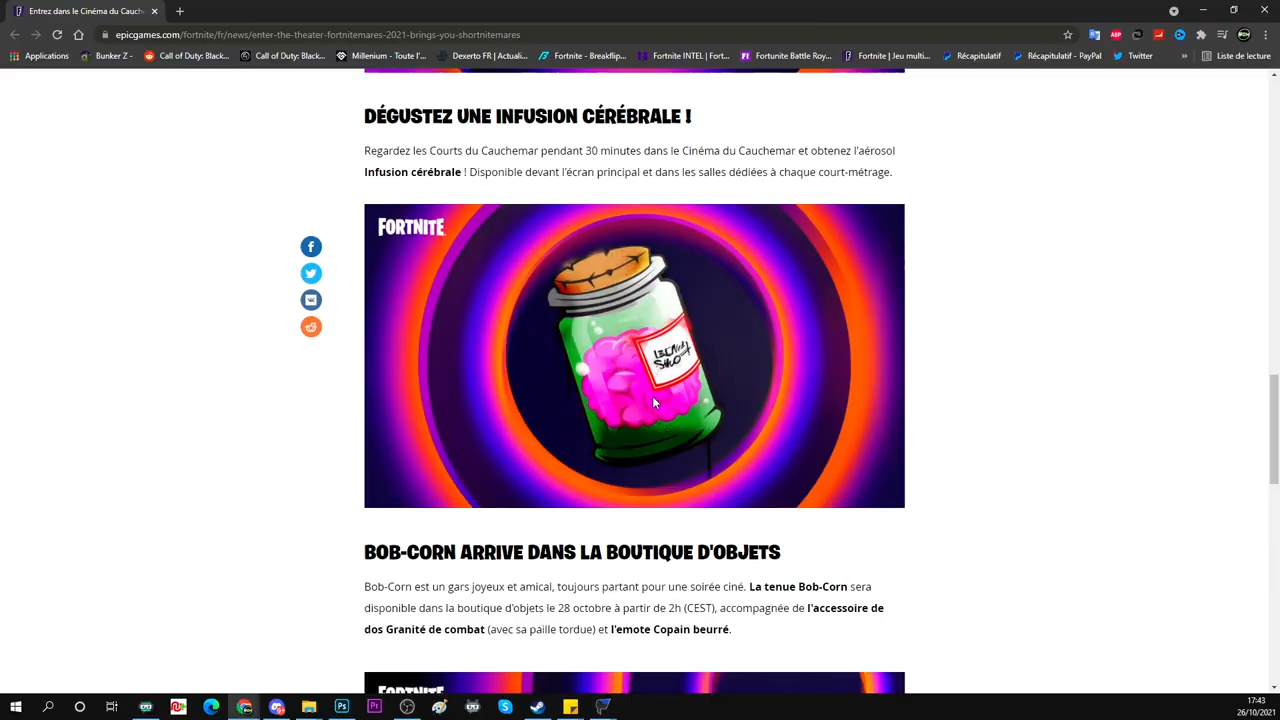 Entrez dans le Cinéma du Cauch
epicgames.com/fortnite/fr/news/enter-the-theater-fortnitemares-2021-brings-you-shortnitemares
Applications Bunker Z - Call of Duty: Black... Call of Duty: Black... Millenium - Toute l'... Dexerto FR | Actuali... Fortnite - Breakflip... Fortnite INTEL | Fort... Fortunite Battle Roy... Fortnite | Jeu multi... Récapitulatif Récapitulatif - PayPal Twitter » Liste de lecture
DÉGUSTEZ UNE INFUSION CÉRÉBRALE !
Regardez les Courts du Cauchemar pendant 30 minutes dans le Cinéma du Cauchemar et obtenez l'aérosol
Infusion cérébrale ! Disponible devant l'écran principal et dans les salles dédiées à chaque court-métrage.
FORTNITE
BOB-CORN ARRIVE DANS LA BOUTIQUE D'OBJETS
Bob-Corn est un gars joyeux et amical, toujours partant pour une soirée ciné. La tenue Bob-Corn sera
disponible dans la boutique d'objets le 28 octobre à partir de 2h (CEST), accompagnée de l'accessoire de
dos Granité de combat (avec sa paille tordue) et l'emote Copain beurré.
FORTNITE
17:43
26/10/2021